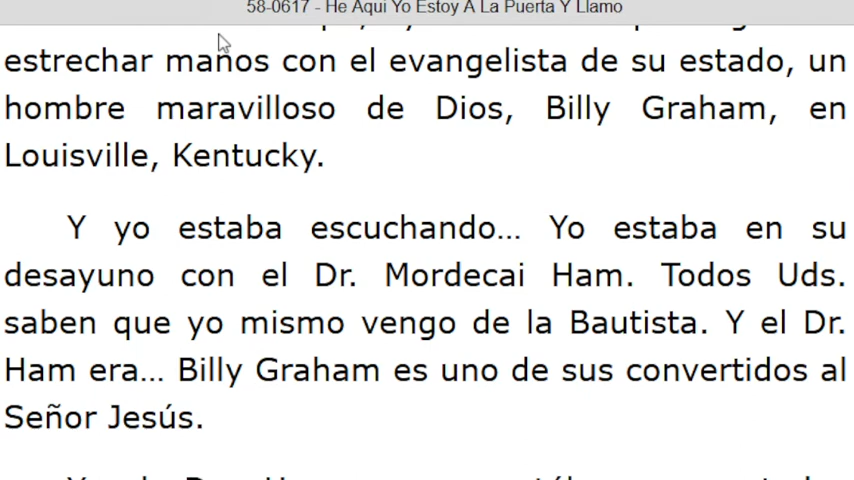 58-0617 - He Aqui Yo Estoy A La Puerta Y Llamo
estrechar manos con el evangelista de su estado, un
hombre maravilloso de Dios, Billy Graham, en
Louisville, Kentucky.
Y yo estaba escuchando... Yo estaba en su
desayuno con el Dr. Mordecai Ham. Todos Uds.
saben que yo mismo vengo de la Bautista. Y el Dr.
Ham era... Billy Graham es uno de sus convertidos al
Señor Jesús.